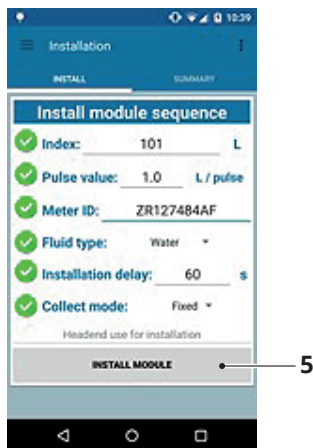 10:39
Installation
INSTALL SUMMARY
Install module sequence
Index: 101 L
Pulse value: 1.0 L / pulse
Meter ID: ZR127484AF
Fluid type: Water
Installation delay: 60 s
Collect mode: Fixed
Headend use for installation
INSTALL MODULE
5